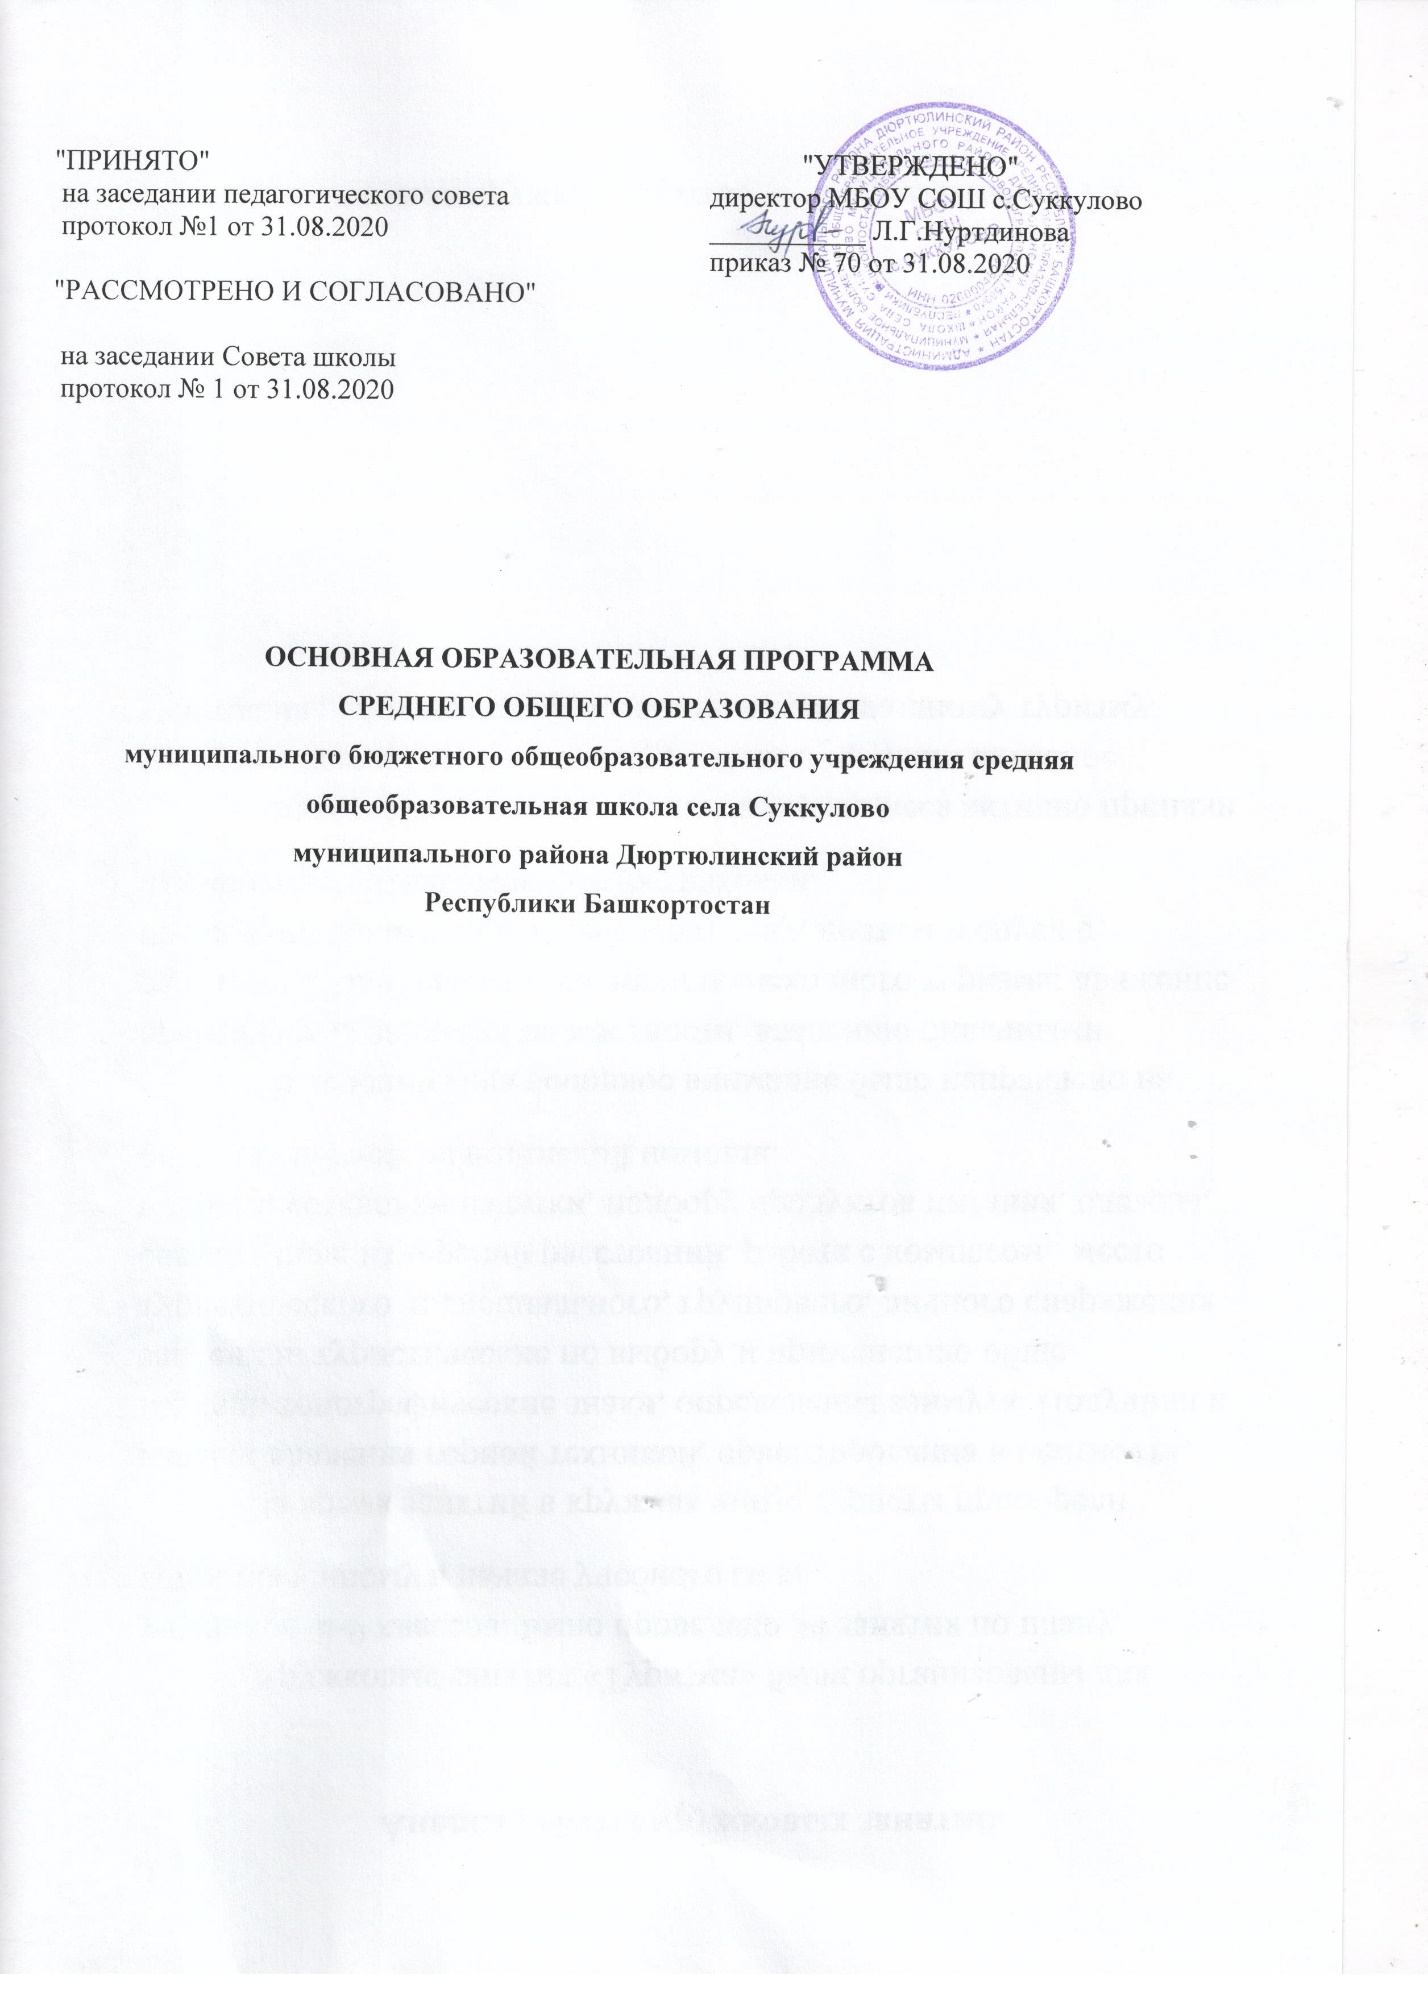 "ПРИНЯТО"
на заседании педагогического совета
протокол №1 от 31.08.2020
"РАССМОТРЕНО И СОГЛАСОВАНО"
на заседании Совета школы
протокол № 1 от 31.08.2020
"УТВЕРЖДЕНО"
директор МБОУ СОШ с.Суккулово
Л.Г.Нуртдинова
приказ № 70 от 31.08.2020
ОСНОВНАЯ ОБРАЗОВАТЕЛЬНАЯ ПРОГРАММА
СРЕДНЕГО ОБЩЕГО ОБРАЗОВАНИЯ
муниципального бюджетного общеобразовательного учреждения средняя
общеобразовательная школа села Суккулово
муниципального района Дюртюлинский район
Республики Башкортостан